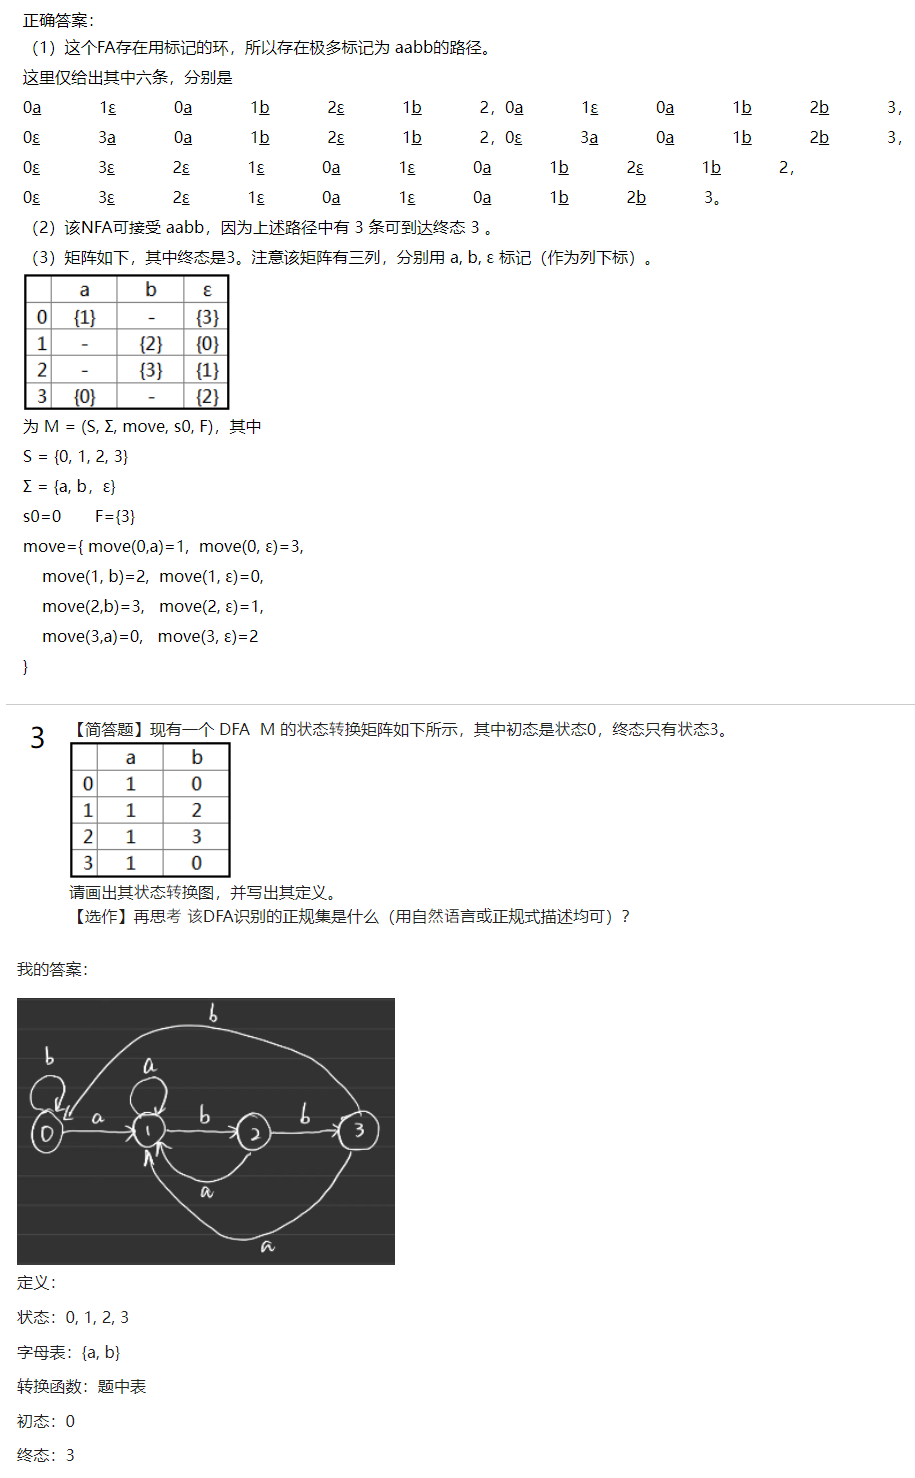 正确答案：
（1）这个FA存在用标记的环，所以存在极多标记为 aabb的路径。
这里仅给出其中六条，分别是
0a 1ε 0a 1b 2ε 1b 2，0a 1ε 0a 1b 2b 3，
0ε 3a 0a 1b 2ε 1b 2，0ε 3a 0a 1b 2b 3，
0ε 3ε 2ε 1ε 0a 1ε 0a 1b 2ε 1b 2，
0ε 3ε 2ε 1ε 0a 1ε 0a 1b 2b 3。
（2）该NFA可接受 aabb，因为上述路径中有 3 条可到达终态 3 。
（3）矩阵如下，其中终态是3。注意该矩阵有三列，分别用 a, b, ε 标记（作为列下标）。
a b ε
0 {1} - {3}
1 - {2} {0}
2 - {3} {1}
3 {0} - {2}
为 M = (S, Σ, move, s0, F)，其中
S = {0, 1, 2, 3}
Σ = {a, b，ε}
s0=0 F={3}
move={ move(0,a)=1, move(0, ε)=3,
move(1, b)=2, move(1, ε)=0,
move(2,b)=3, move(2, ε)=1,
move(3,a)=0, move(3, ε)=2
}
3 【简答题】现有一个 DFA M 的状态转换矩阵如下所示，其中初态是状态0，终态只有状态3。
a b
0 1 0
1 1 2
2 1 3
3 1 0
请画出其状态转换图，并写出其定义。
【选作】再思考 该DFA识别的正规集是什么（用自然语言或正规式描述均可）？
我的答案：
b
b a
0 a 1 b 2 b 3
a
a
定义：
状态：0, 1, 2, 3
字母表：{a, b}
转换函数：题中表
初态：0
终态：3